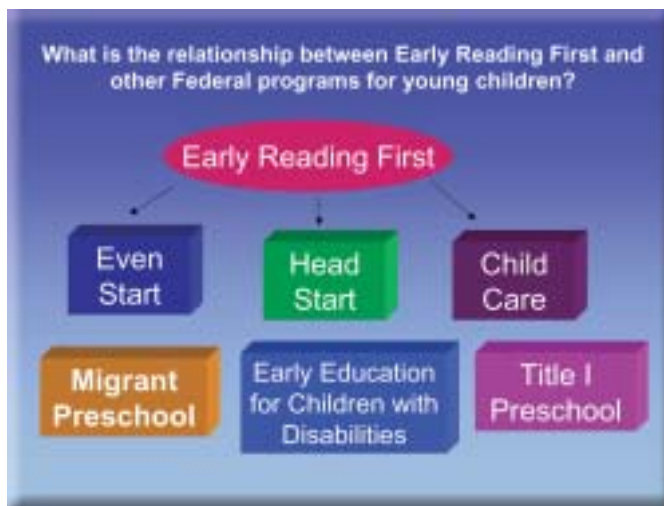 What is the relationship between Early Reading First and
other Federal programs for young children?
Early Reading First
Even
Start
Head
Start
Child
Care
Migrant
Preschool
Early Education
for Children with
Disabilities
Title I
Preschool